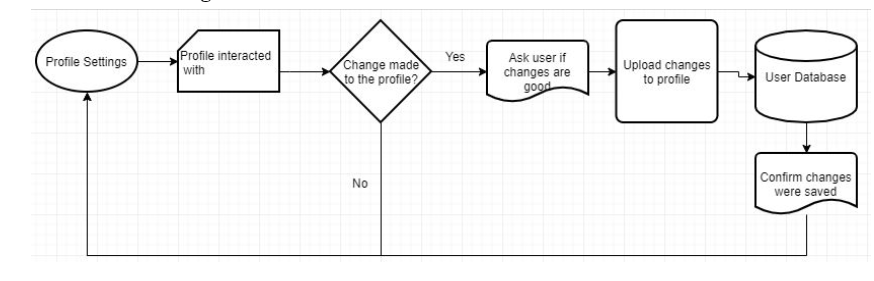 Profile Settings
Profile interacted
with
Change made
to the profile?
Yes
Ask user if
changes are
good
Upload changes
to profile
User Database
No
Confirm changes
were saved